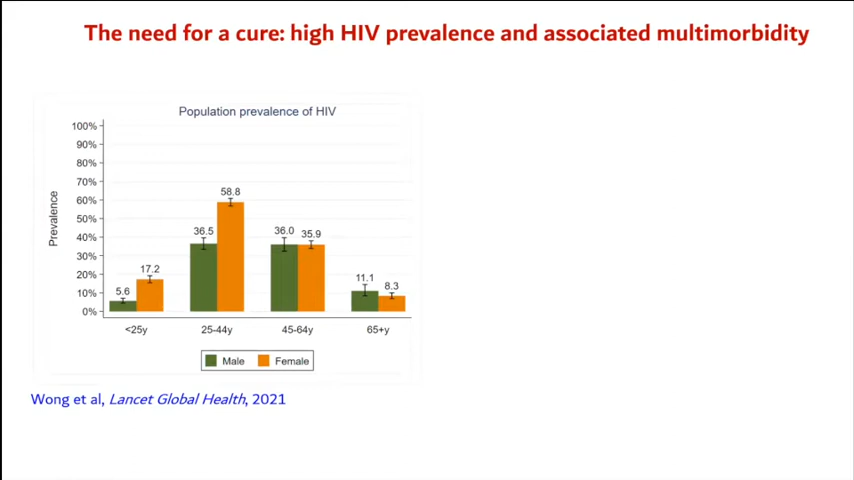 The need for a cure: high HIV prevalence and associated multimorbidity
Population prevalence of HIV
Prevalence
100%
90%
80%
70%
60%
50%
40%
30%
20%
10%
0%
5.6
17.2
36.5
58.8
36.0
35.9
11.1
8.3
<25y
25-44y
45-64y
65+y
Male
Female
Wong et al, Lancet Global Health, 2021